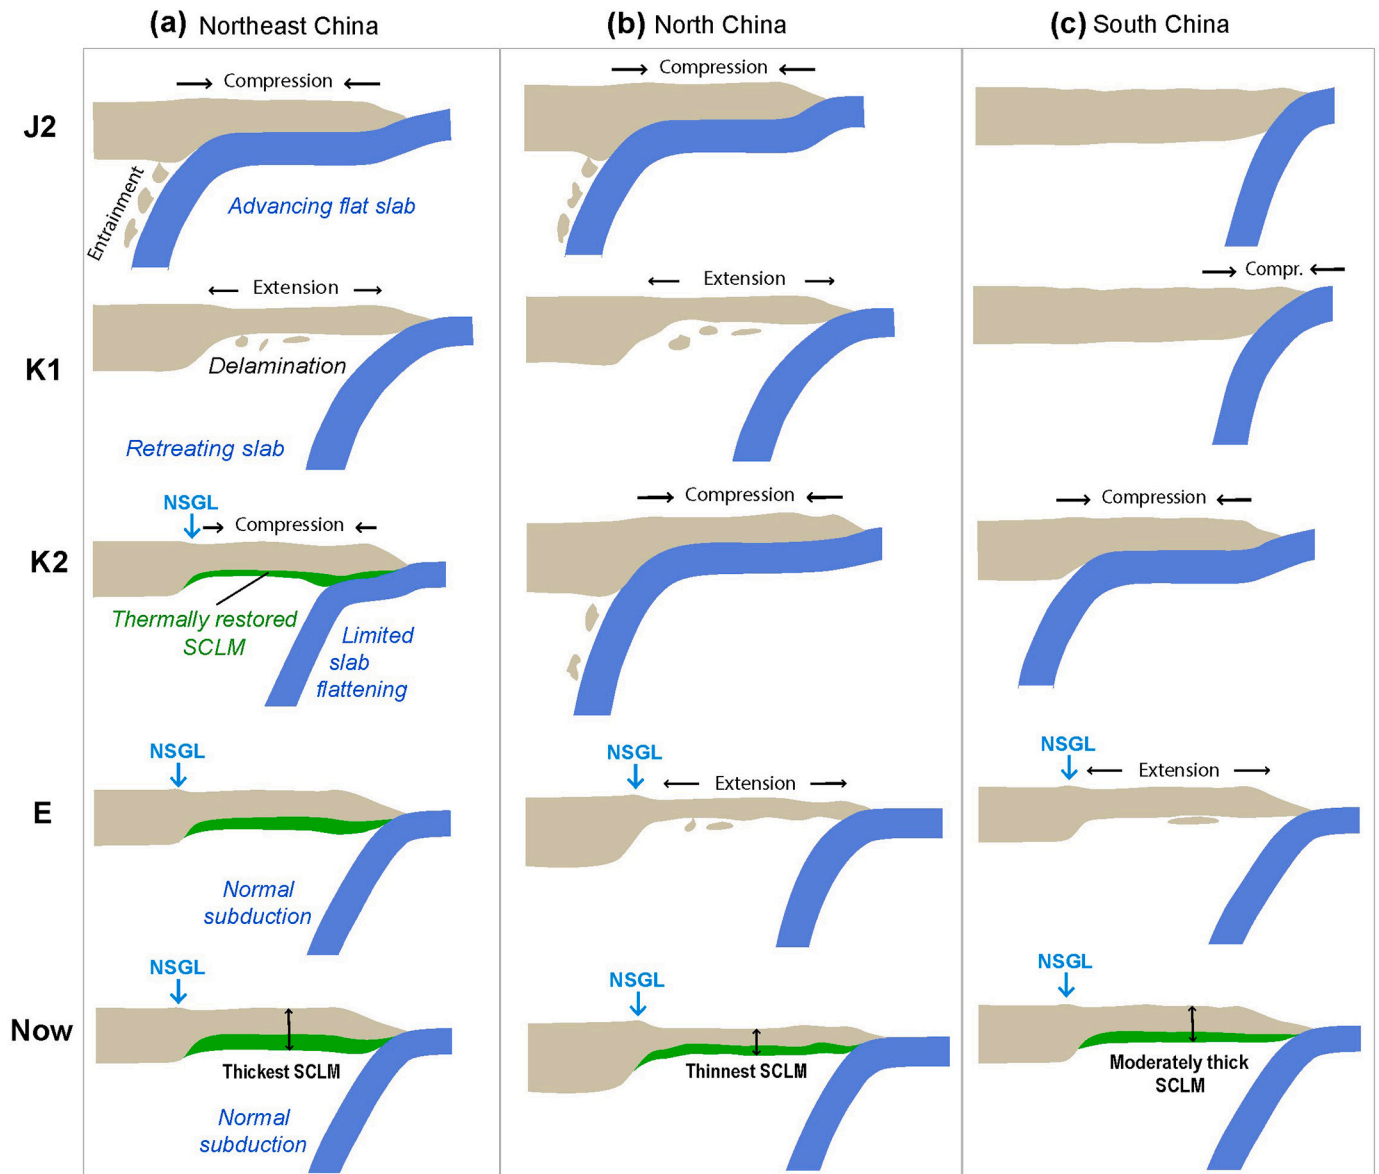 (a) Northeast China
(b) North China
(c) South China
J2
Compression
Entrainment
Advancing flat slab
Compression
K1
Extension
Delamination
Retreating slab
Extension
Compr.
K2
NSGL
Compression
Thermally restored
SCLM
Limited
slab
flattening
Compression
Compression
E
NSGL
Normal
subduction
NSGL
Extension
NSGL
Extension
Now
NSGL
Thickest SCLM
Normal
subduction
NSGL
Thinnest SCLM
NSGL
Moderately thick
SCLM